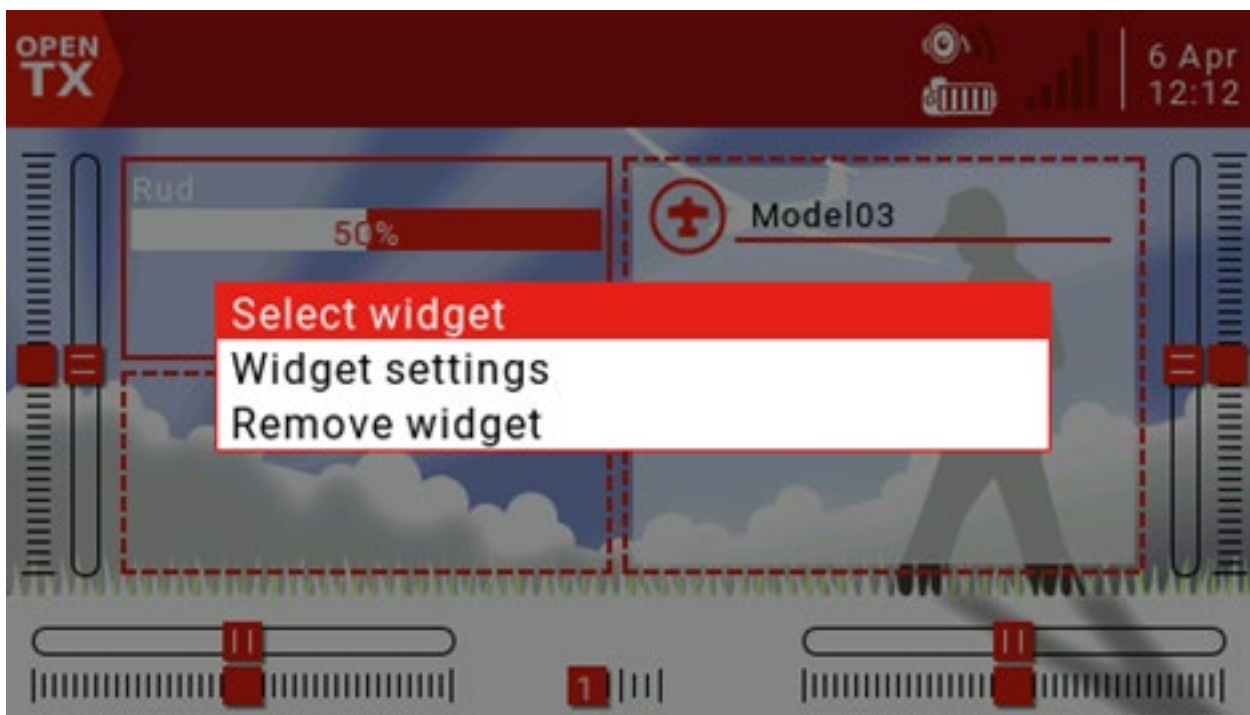 OPEN
TX
6 Apr
12:12
Rud
50%
Model03
Select widget
Widget settings
Remove widget
1